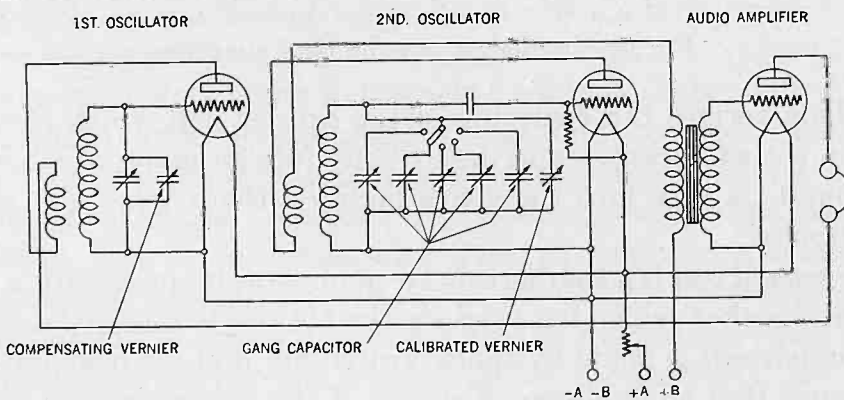 1ST. OSCILLATOR
2ND. OSCILLATOR
AUDIO AMPLIFIER
COMPENSATING VERNIER
GANG CAPACITOR
CALIBRATED VERNIER
-A -B +A +B